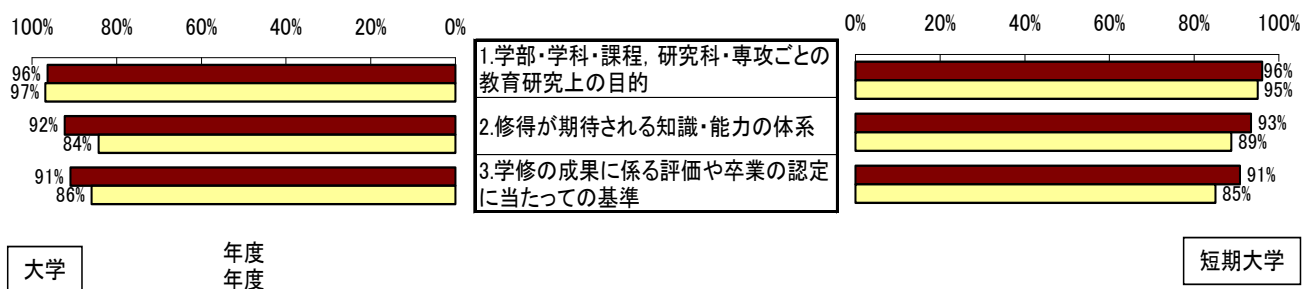 100% 80% 60% 40% 20% 0%
0% 20% 40% 60% 80% 100%
96%
97%
1.学部・学科・課程，研究科・専攻ごとの
教育研究上の目的
96%
95%
92%
84%
2.修得が期待される知識・能力の体系
93%
89%
91%
86%
3.学修の成果に係る評価や卒業の認定
に当たっての基準
91%
85%
大学
年度
年度
短期大学